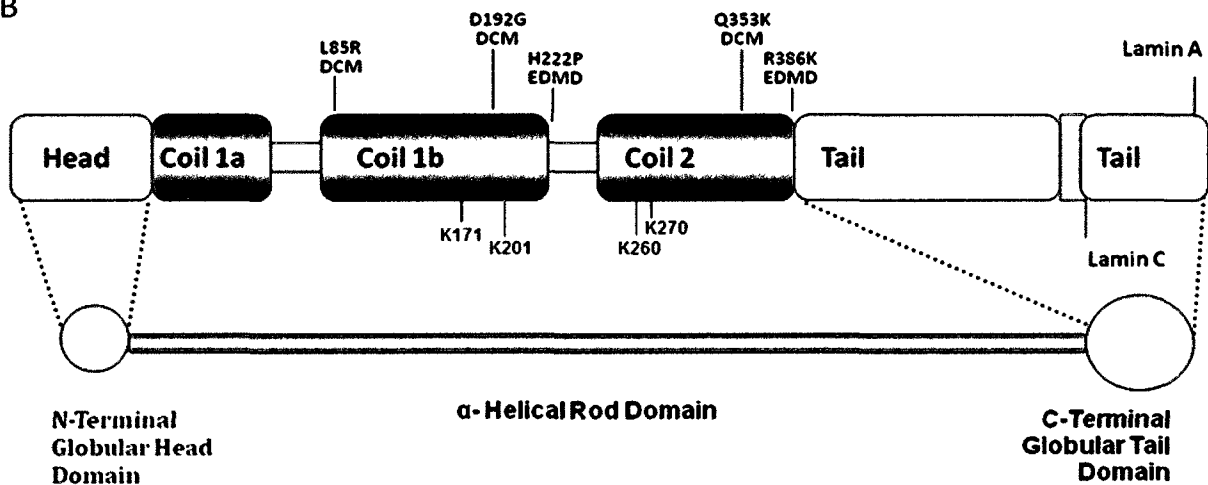 B
L85R
DCM
D192G
DCM
H222P
EDMD
Q353K
DCM
R386K
EDMD
Lamin A
Head
Coil 1a
Coil 1b
Coil 2
Tail
Tail
K171
K201
K260
K270
Lamin C
α- Helical Rod Domain
N-Terminal
Globular Head
Domain
C-Terminal
Globular Tail
Domain